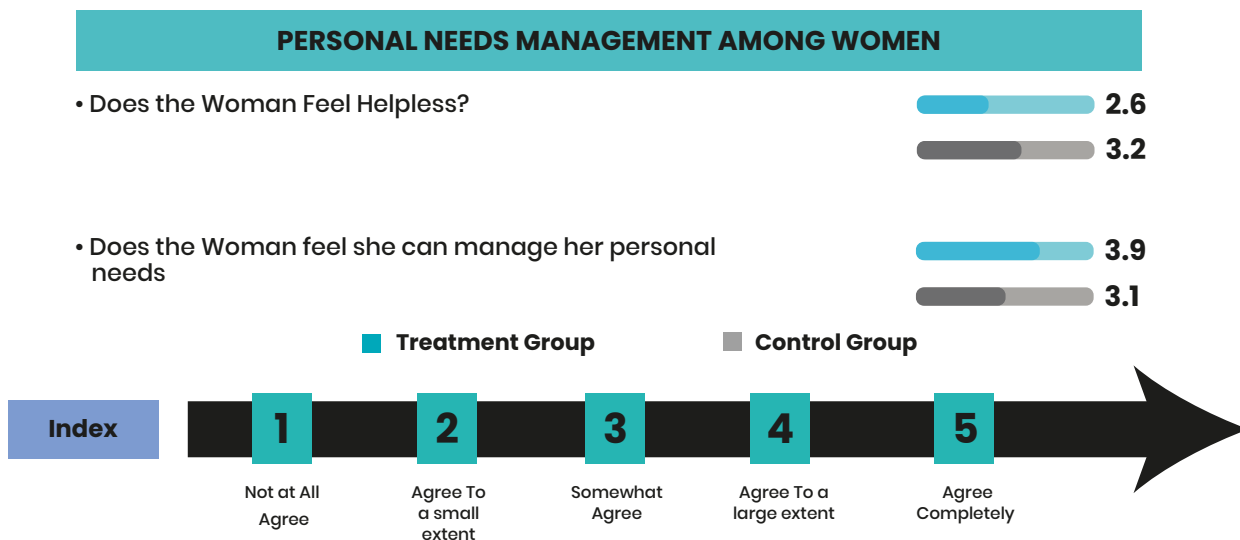 PERSONAL NEEDS MANAGEMENT AMONG WOMEN
• Does the Woman Feel Helpless?
2.6
3.2
• Does the Woman feel she can manage her personal
needs
3.9
3.1
Treatment Group
Control Group
Index
1
2
3
4
5
Not at All
Agree
Agree To
a small
extent
Somewhat
Agree
Agree To a
large extent
Agree
Completely